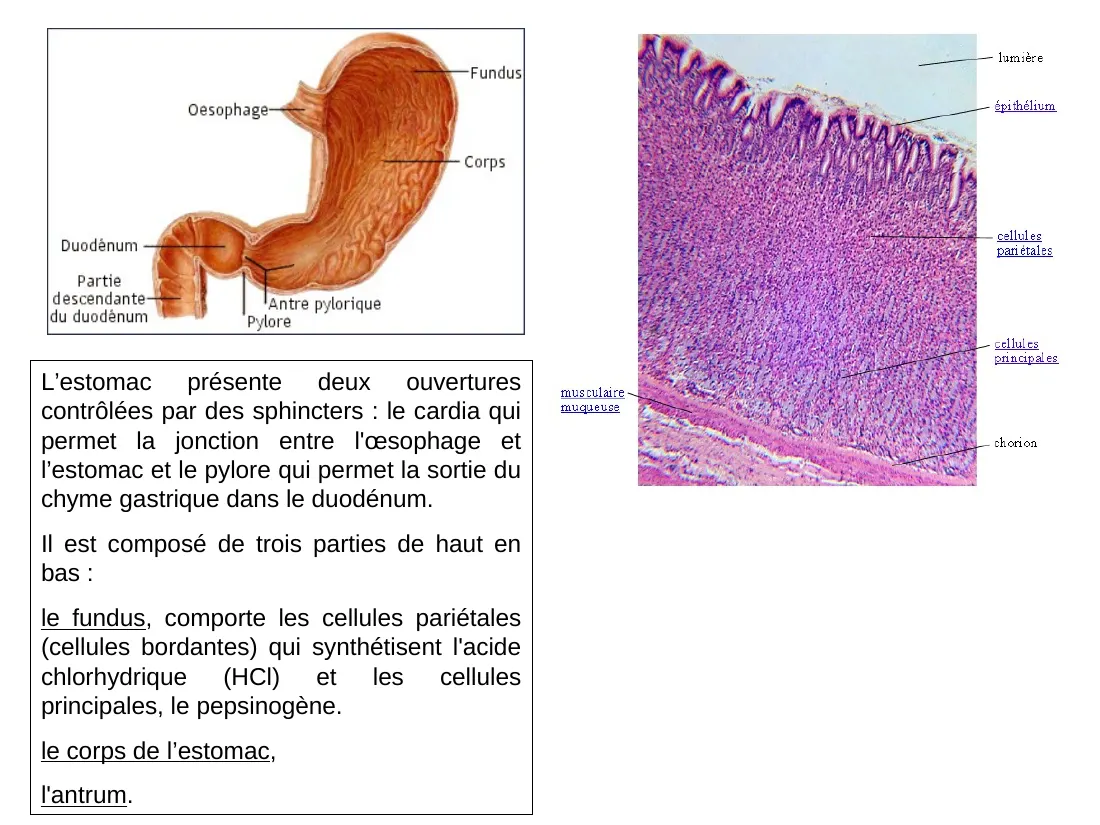 Fundus
Oesophage
Corps
Duodénum
Partie
descendante
du duodénum
Antre pylorique
Pylore
L’estomac présente deux ouvertures
contrôlées par des sphincters : le cardia qui
permet la jonction entre l'œsophage et
l’estomac et le pylore qui permet la sortie du
chyme gastrique dans le duodénum.
Il est composé de trois parties de haut en
bas :
le fundus, comporte les cellules pariétales
(cellules bordantes) qui synthétisent l'acide
chlorhydrique (HCl) et les cellules
principales, le pepsinogène.
le corps de l’estomac,
l'antrum.
lumière
épithélium
cellules
pariétales
cellules
principales
musculaire
muqueuse
chorion